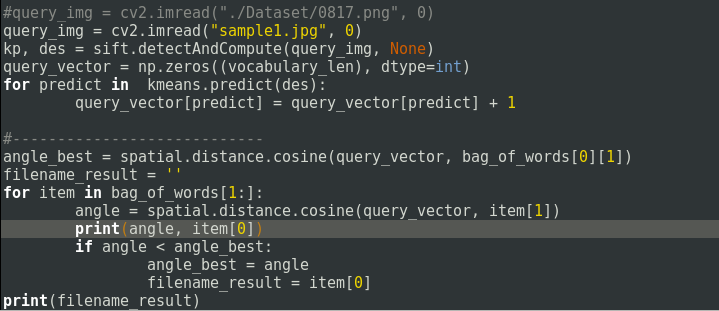 #query_img = cv2.imread("./Dataset/0817.png", 0)
query_img = cv2.imread("sample1.jpg", 0)
kp, des = sift.detectAndCompute(query_img, None)
query_vector = np.zeros((vocabulary_len), dtype=int)
for predict in  kmeans.predict(des):
        query_vector[predict] = query_vector[predict] + 1
#----------------------------
angle_best = spatial.distance.cosine(query_vector, bag_of_words[0][1])
filename_result = ''
for item in bag_of_words[1:]:
        angle = spatial.distance.cosine(query_vector, item[1])
        print(angle, item[0])
        if angle < angle_best:
                angle_best = angle
                filename_result = item[0]
print(filename_result)